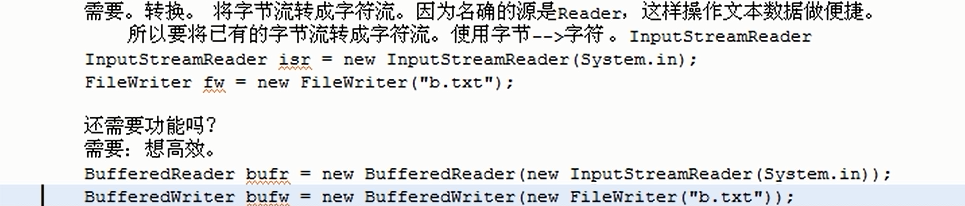 需要。转换。 将字节流转成字符流。因为名确的源是Reader，这样操作文本数据做便捷。
所以要将已有的字节流转成字符流。使用字节-->字符 。InputStreamReader
InputStreamReader isr = new InputStreamReader(System.in);
FileWriter fw = new FileWriter("b.txt");
还需要功能吗？
需要：想高效。
BufferedReader bufr = new BufferedReader(new InputStreamReader(System.in));
BufferedWriter bufw = new BufferedWriter(new FileWriter("b.txt"));